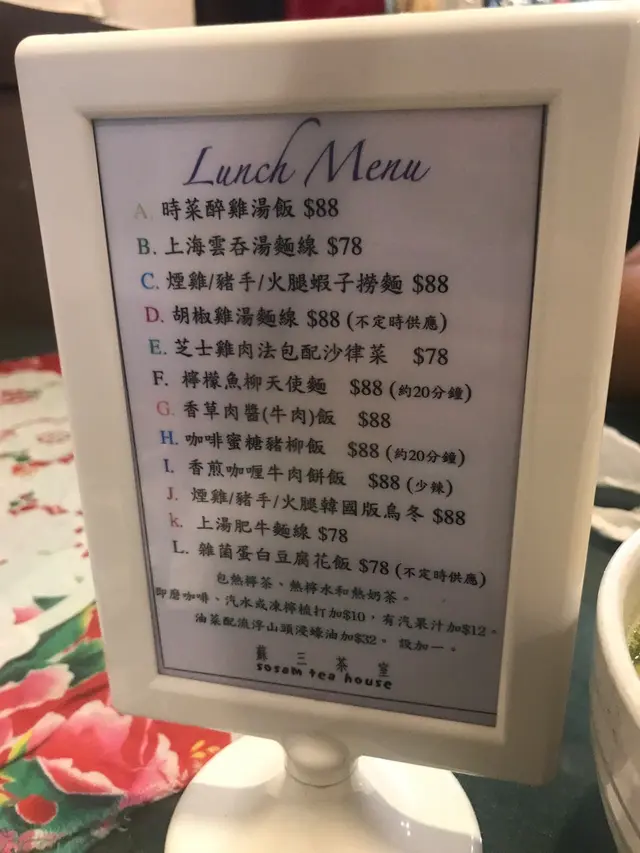 Lunch Menu
A. 時菜醉雞湯飯 $88
B. 上海雲吞湯麵線 $78
C. 煙雞/豬手/火腿蝦子撈麵 $88
D. 胡椒雞湯麵線 $88 (不定時供應)
E. 芝士雞肉法包配沙律菜 $78
F. 檸檬魚柳天使麵 $88 (約20分鐘)
G. 香草肉醬(牛肉)飯 $88
H. 咖啡蜜糖豬柳飯 $88 (約20分鐘)
I. 香煎咖喱牛肉餅飯 $88 (少辣)
J. 煙雞/豬手/火腿韓國版烏冬 $88
k. 上湯肥牛麵線 $78
L. 雜菌蛋白豆腐花飯 $78 (不定時供應)
包熱檸茶、熱檸水和熱奶茶。
即磨咖啡、汽水或凍檸梳打加$10，有汽果汁加$12。
油菜配流浮山頭浸蠔油加$32。 設加一。
蘇三茶室
sosam tea house